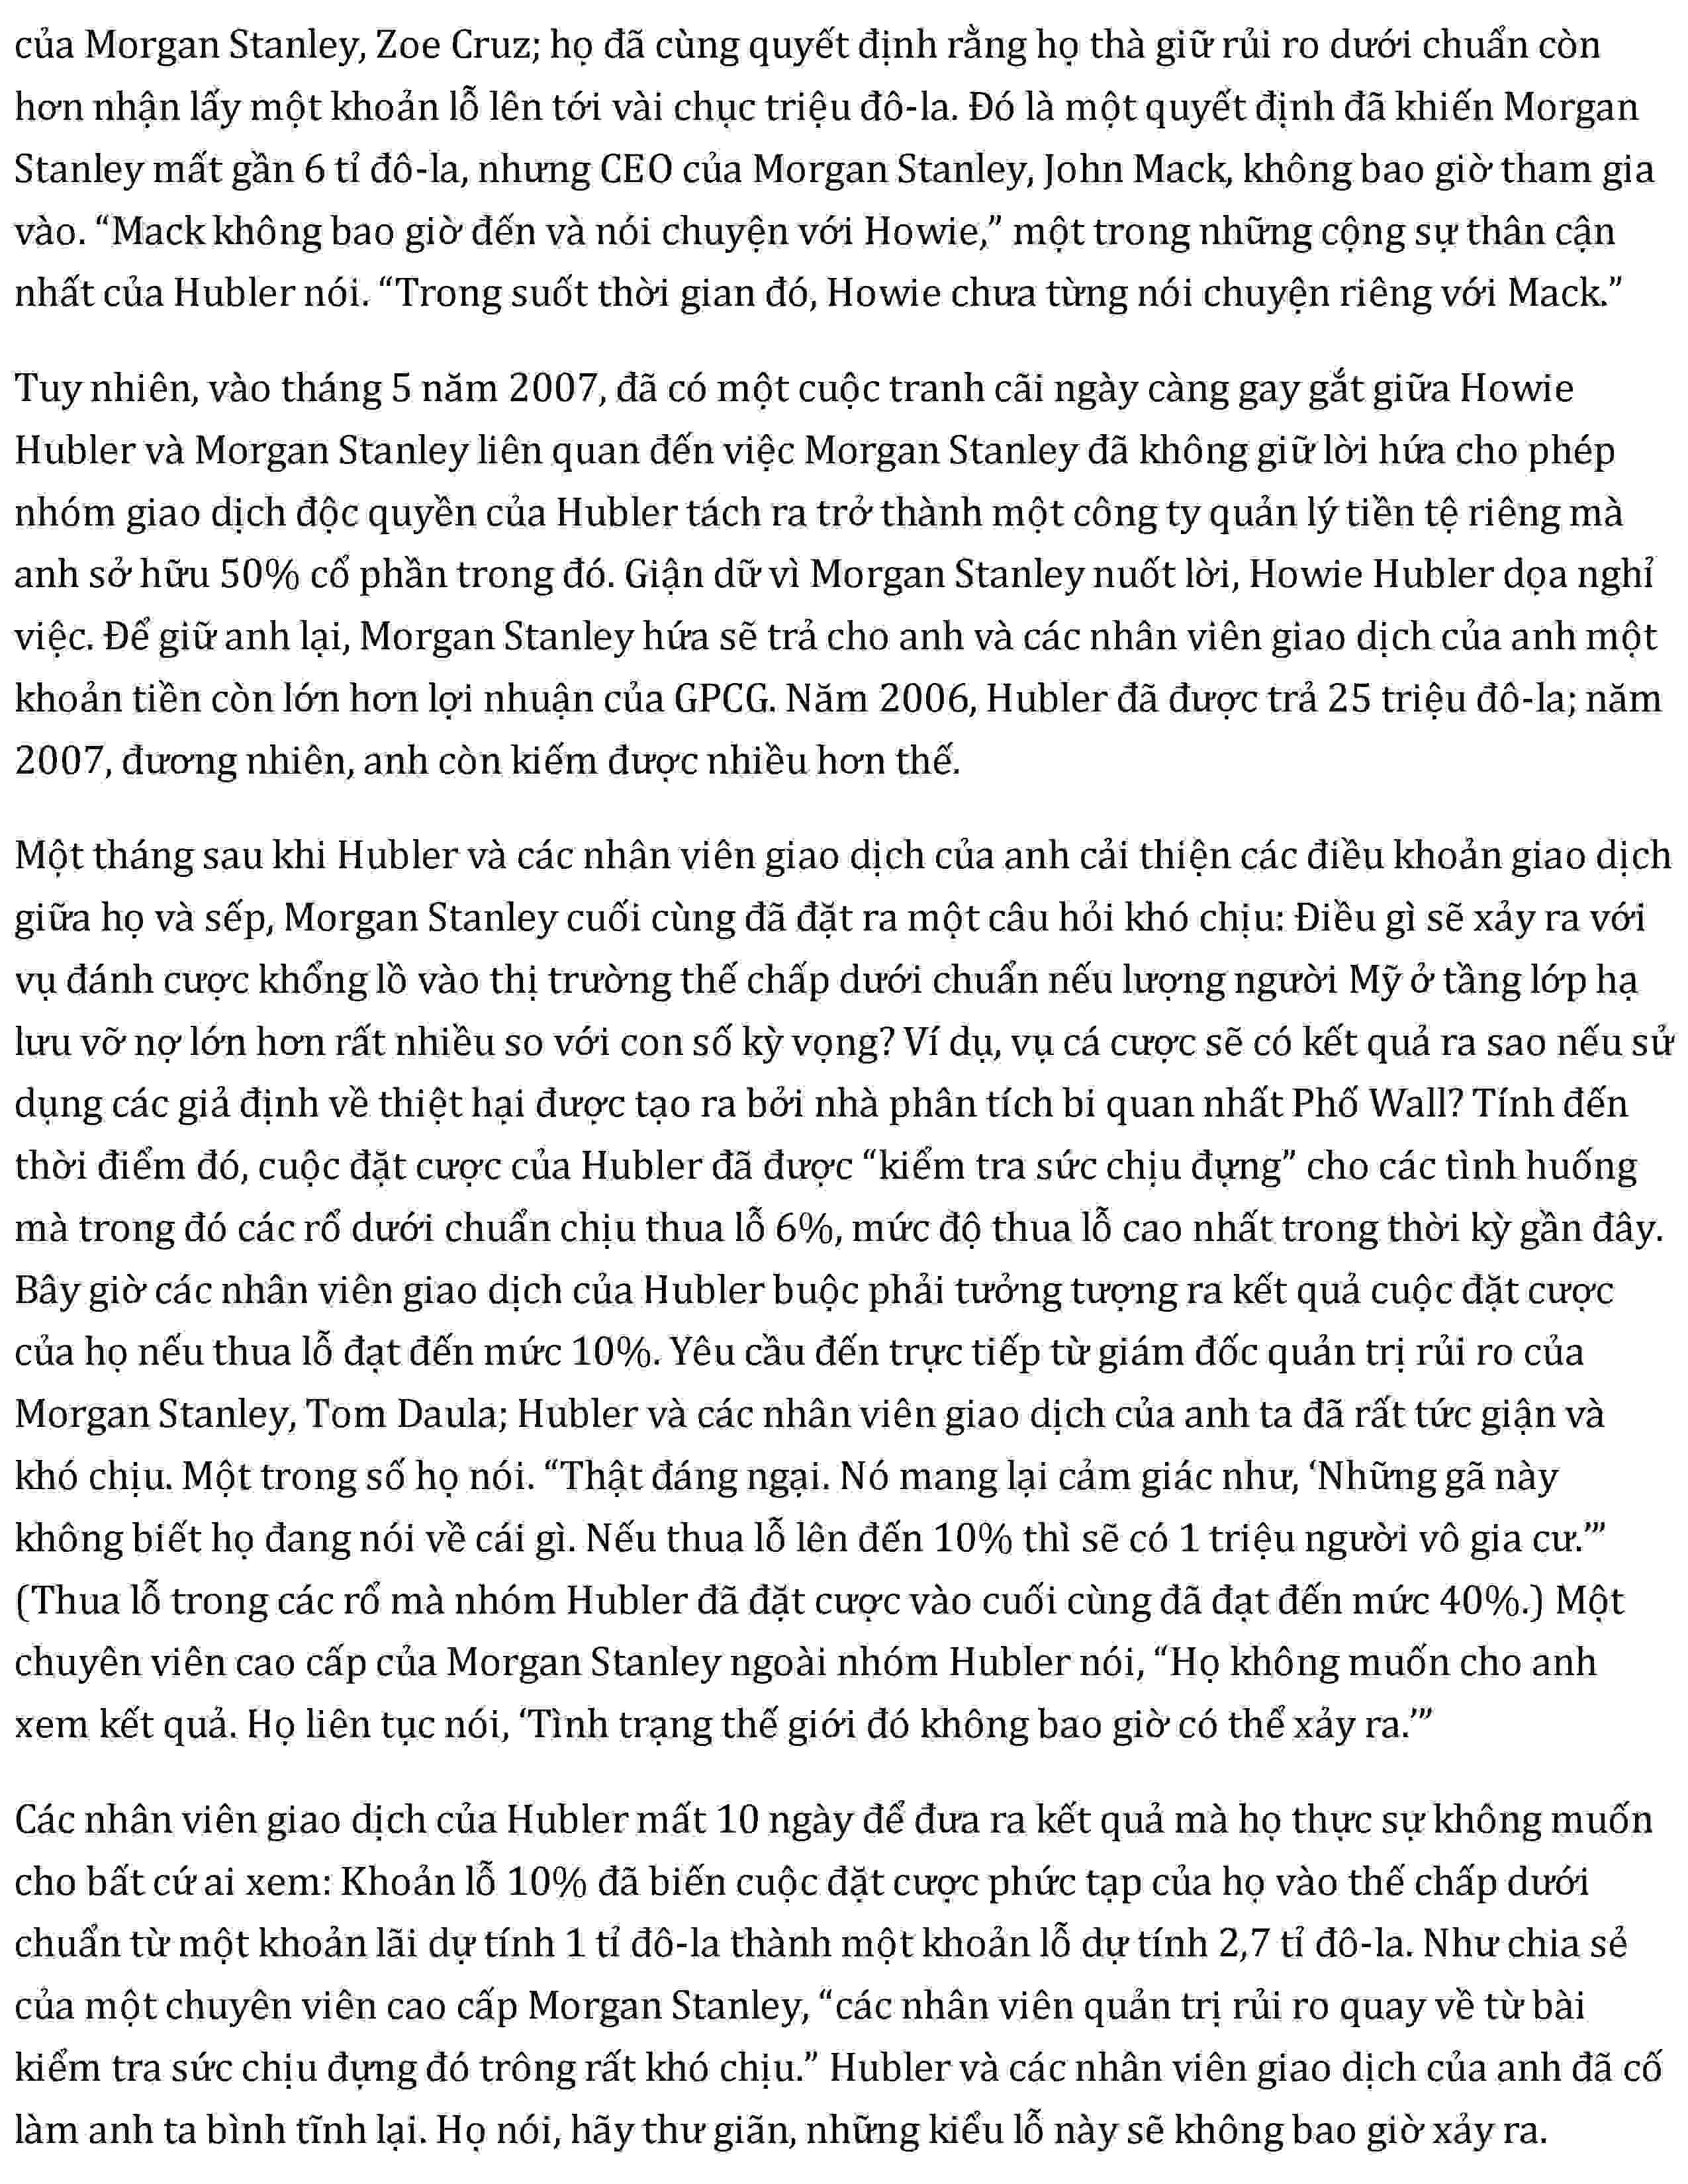 của Morgan Stanley, Zoe Cruz; họ đã cùng quyết định rằng họ thà giữ rủi ro dưới chuẩn còn
hơn nhận lấy một khoản lỗ lên tới vài chục triệu đô-la. Đó là một quyết định đã khiến Morgan
Stanley mất gần 6 tỉ đô-la, nhưng CEO của Morgan Stanley, John Mack, không bao giờ tham gia
vào. “Mack không bao giờ đến và nói chuyện với Howie,” một trong những cộng sự thân cận
nhất của Hubler nói. “Trong suốt thời gian đó, Howie chưa từng nói chuyện riêng với Mack.”
Tuy nhiên, vào tháng 5 năm 2007, đã có một cuộc tranh cãi ngày càng gay gắt giữa Howie
Hubler và Morgan Stanley liên quan đến việc Morgan Stanley đã không giữ lời hứa cho phép
nhóm giao dịch độc quyền của Hubler tách ra trở thành một công ty quản lý tiền tệ riêng mà
anh sở hữu 50% cổ phần trong đó. Giận dữ vì Morgan Stanley nuốt lời, Howie Hubler dọa nghỉ
việc. Để giữ anh lại, Morgan Stanley hứa sẽ trả cho anh và các nhân viên giao dịch của anh một
khoản tiền còn lớn hơn lợi nhuận của GPCG. Năm 2006, Hubler đã được trả 25 triệu đô-la; năm
2007, đương nhiên, anh còn kiếm được nhiều hơn thế.
Một tháng sau khi Hubler và các nhân viên giao dịch của anh cải thiện các điều khoản giao dịch
giữa họ và sếp, Morgan Stanley cuối cùng đã đặt ra một câu hỏi khó chịu: Điều gì sẽ xảy ra với
vụ đánh cược khổng lồ vào thị trường thế chấp dưới chuẩn nếu lượng người Mỹ ở tầng lớp hạ
lưu vỡ nợ lớn hơn rất nhiều so với con số kỳ vọng? Ví dụ, vụ cá cược sẽ có kết quả ra sao nếu sử
dụng các giả định về thiệt hại được tạo ra bởi nhà phân tích bi quan nhất Phố Wall? Tính đến
thời điểm đó, cuộc đặt cược của Hubler đã được “kiểm tra sức chịu đựng” cho các tình huống
mà trong đó các rổ dưới chuẩn chịu thua lỗ 6%, mức độ thua lỗ cao nhất trong thời kỳ gần đây.
Bây giờ các nhân viên giao dịch của Hubler buộc phải tưởng tượng ra kết quả cuộc đặt cược
của họ nếu thua lỗ đạt đến mức 10%. Yêu cầu đến trực tiếp từ giám đốc quản trị rủi ro của
Morgan Stanley, Tom Daula; Hubler và các nhân viên giao dịch của anh ta đã rất tức giận và
khó chịu. Một trong số họ nói. “Thật đáng ngại. Nó mang lại cảm giác như, ‘Những gã này
không biết họ đang nói về cái gì. Nếu thua lỗ lên đến 10% thì sẽ có 1 triệu người vô gia cư.’”
(Thua lỗ trong các rổ mà nhóm Hubler đã đặt cược vào cuối cùng đã đạt đến mức 40%.) Một
chuyên viên cao cấp của Morgan Stanley ngoài nhóm Hubler nói, “Họ không muốn cho anh
xem kết quả. Họ liên tục nói, ‘Tình trạng thế giới đó không bao giờ có thể xảy ra.’”
Các nhân viên giao dịch của Hubler mất 10 ngày để đưa ra kết quả mà họ thực sự không muốn
cho bất cứ ai xem: Khoản lỗ 10% đã biến cuộc đặt cược phức tạp của họ vào thế chấp dưới
chuẩn từ một khoản lãi dự tính 1 tỉ đô-la thành một khoản lỗ dự tính 2,7 tỉ đô-la. Như chia sẻ
của một chuyên viên cao cấp Morgan Stanley, “các nhân viên quản trị rủi ro quay về từ bài
kiểm tra sức chịu đựng đó trông rất khó chịu.” Hubler và các nhân viên giao dịch của anh đã cố
làm anh ta bình tĩnh lại. Họ nói, hãy thư giãn, những kiểu lỗ này sẽ không bao giờ xảy ra.